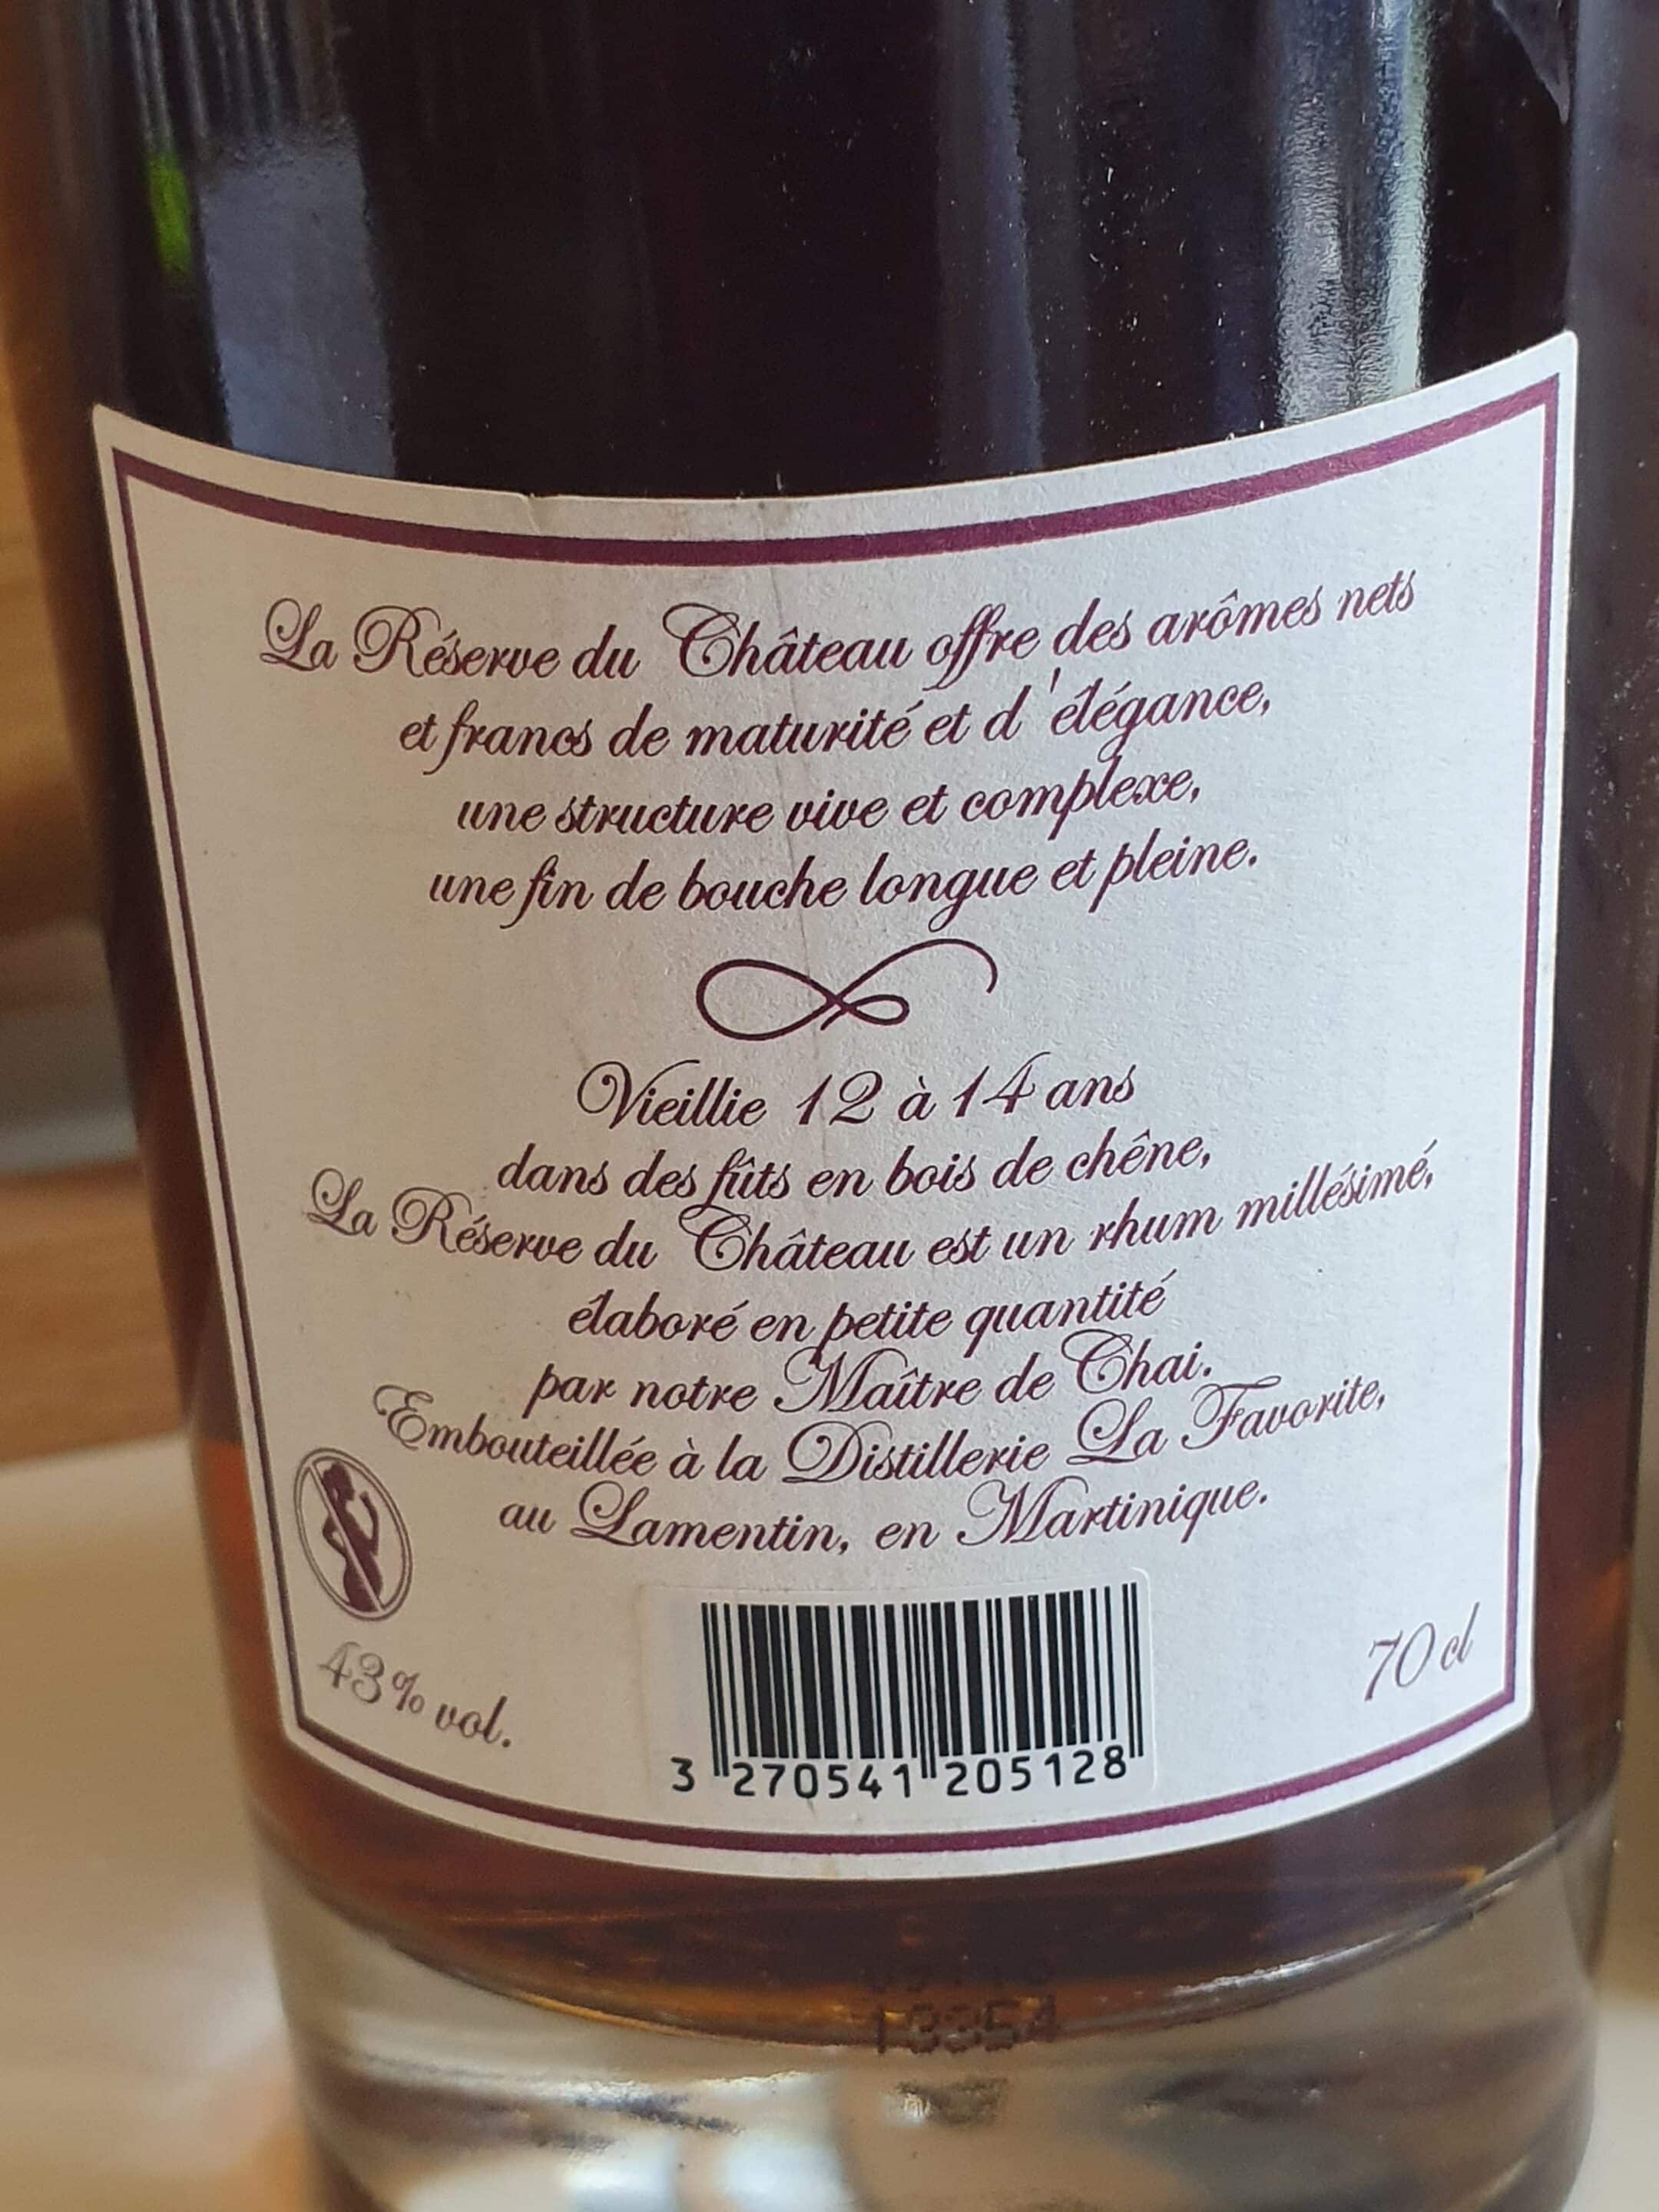 La Réserve du Château offre des arômes nets
et francs de maturité et d'élégance,
une structure vive et complexe,
une fin de bouche longue et pleine.
Vieillie 12 à 14 ans
dans des fûts en bois de chêne,
La Réserve du Château est un rhum millésimé,
élaboré en petite quantité
par notre Maître de Chai.
Embouteillée à la Distillerie La Favorite,
au Lamentin, en Martinique.
43% vol.
70 cl
3 270541 205128